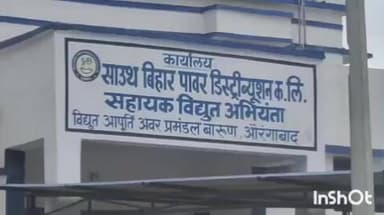 कार्यालय
साउथ बिहार पावर डिस्ट्रीब्यूशन क. लि.
सहायक विद्युत अभियंता
विद्युत आपूर्ति अवर प्रमंडल बारूण, औरंगाबाद
InShOt